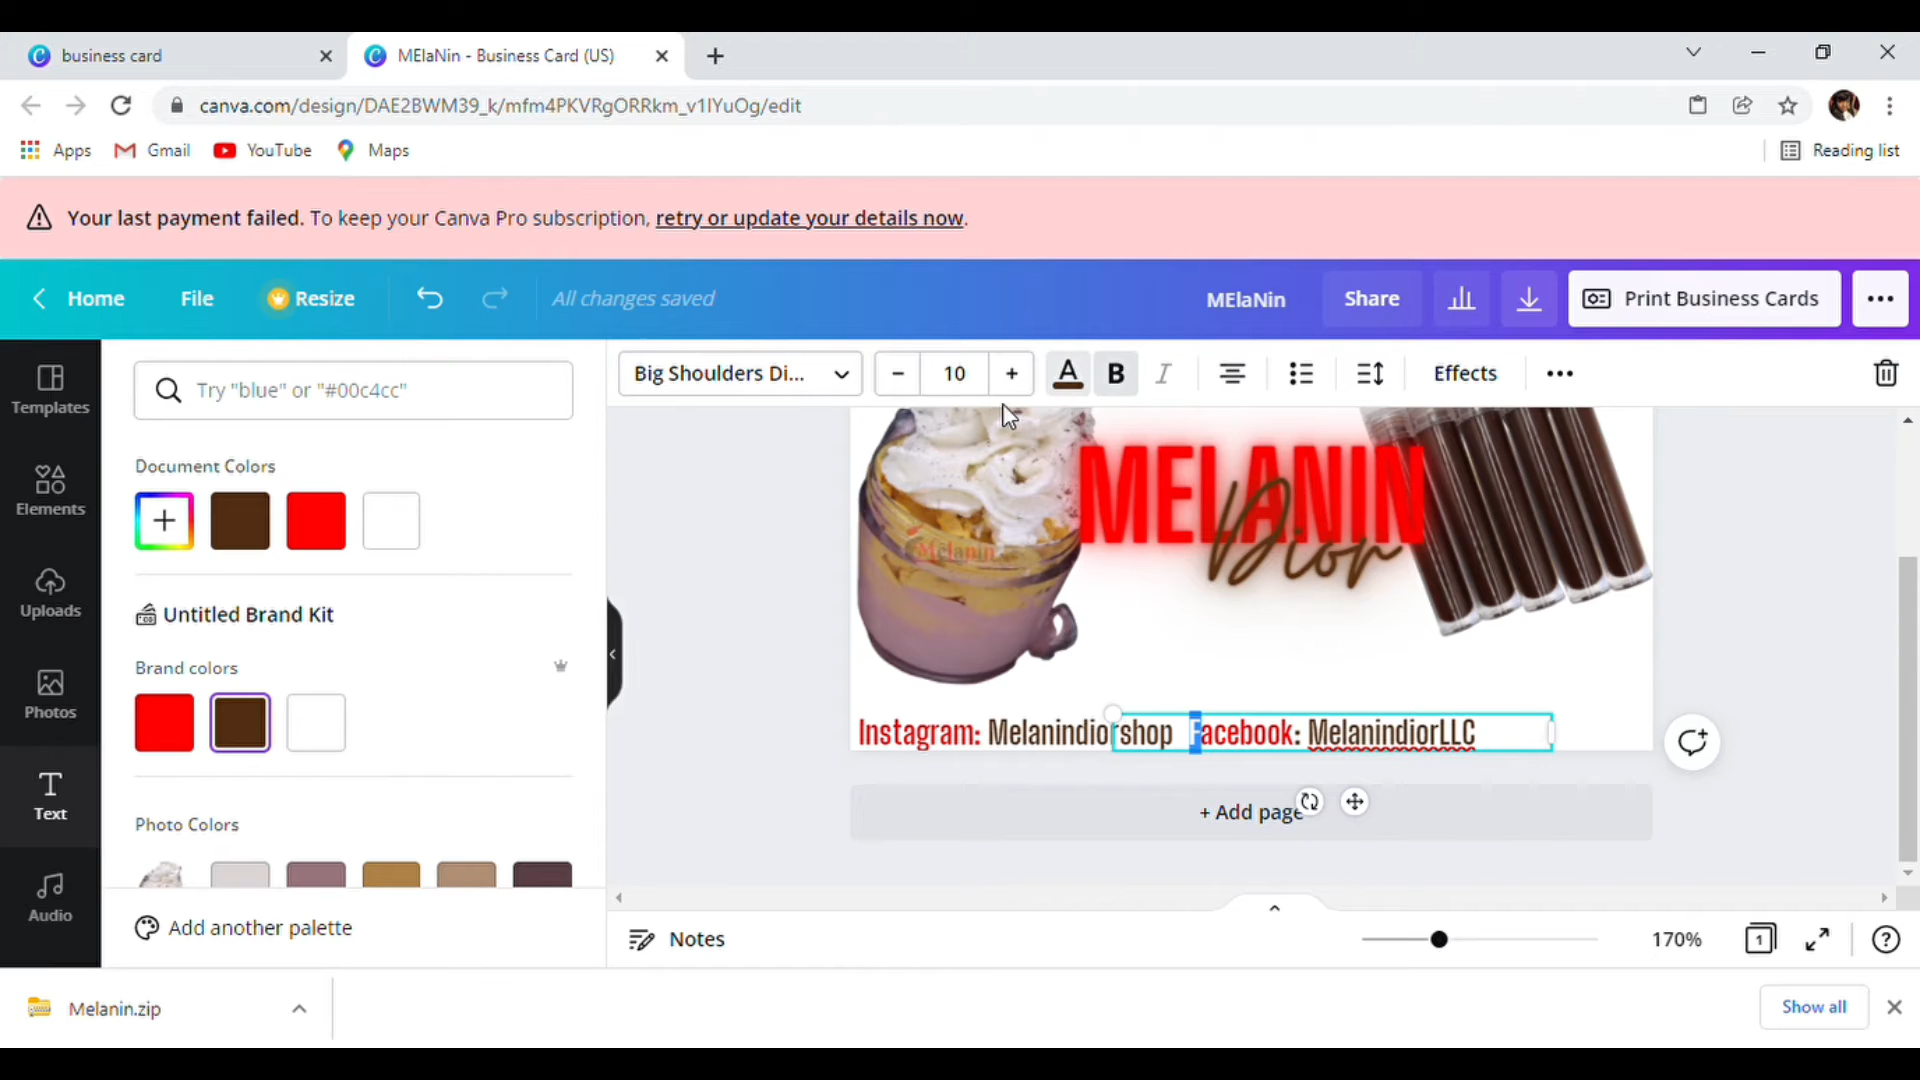 business card
MElaNin - Business Card (US)
canva.com/design/DAE2BWM39_k/mfm4PKVRgORRkm_v1IYuOg/edit
Apps
Gmail
YouTube
Maps
Reading list
Your last payment failed. To keep your Canva Pro subscription, retry or update your details now.
Home
File
Resize
All changes saved
MElaNin
Share
Print Business Cards
Templates
Elements
Uploads
Photos
Text
Audio
Try "blue" or "#00c4cc"
Document Colors
Untitled Brand Kit
Brand colors
Photo Colors
Add another palette
Big Shoulders Di...
10
A
B
I
Effects
MELANIN
Dior
Melanin
Instagram: Melanindiorshop
Facebook: MelanindiorLLC
+ Add page
Notes
170%
1
Melanin.zip
Show all